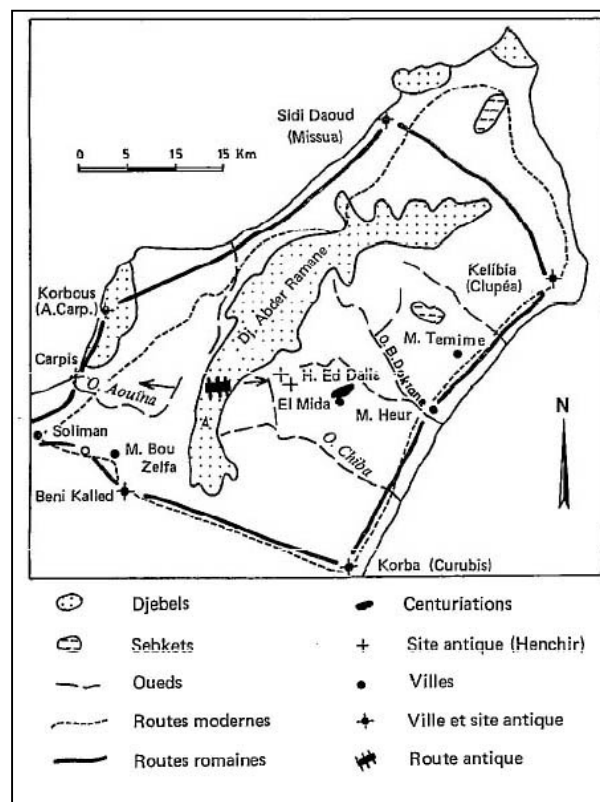 Sidi Daoud
(Missua)
0 5 15 15 Km
Korbous
(A.Carp.)
Dj. Abder Ramane
Kelibia
(Clupéa)
M. Temime
Carpis
O. Aouina
H. Ed Dalia
O.B.Dokrane
El Mida
M. Heur
A.
N
Soliman
M. Bou
Zelfa
O. Chiba
Beni Kalled
Korba (Curubis)
Djebels
Centuriations
Sebkets
Site antique (Henchir)
Oueds
Villes
Routes modernes
Ville et site antique
Routes romaines
Route antique